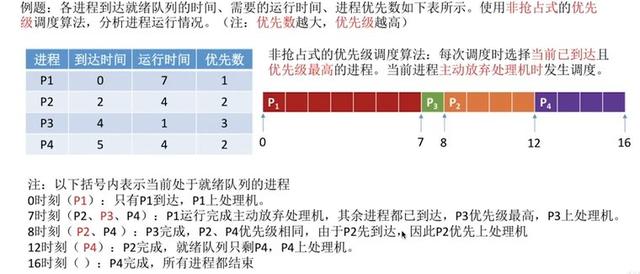 例题：各进程到达就绪队列的时间、需要的运行时间、进程优先数如下表所示。使用非抢占式的优先
级调度算法，分析进程运行情况。（注：优先数越大，优先级越高）
进程 到达时间 运行时间 优先数
P1 0 7 1
P2 2 4 2
P3 4 1 3
P4 5 4 2
非抢占式的优先级调度算法：每次调度时选择当前已到达且
优先级最高的进程。当前进程主动放弃处理机时发生调度。
P1 P3 P2 P4
0 7 8 12 16
注：以下括号内表示当前处于就绪队列的进程
0时刻（P1）：只有P1到达，P1上处理机。
7时刻（P2、P3、P4）：P1运行完成主动放弃处理机，其余进程都已到达，P3优先级最高，P3上处理机。
8时刻（P2、P4）：P3完成，P2、P4优先级相同，由于P2先到达，因此P2优先上处理机
12时刻（P4）：P2完成，就绪队列只剩P4，P4上处理机。
16时刻（）：P4完成，所有进程都结束